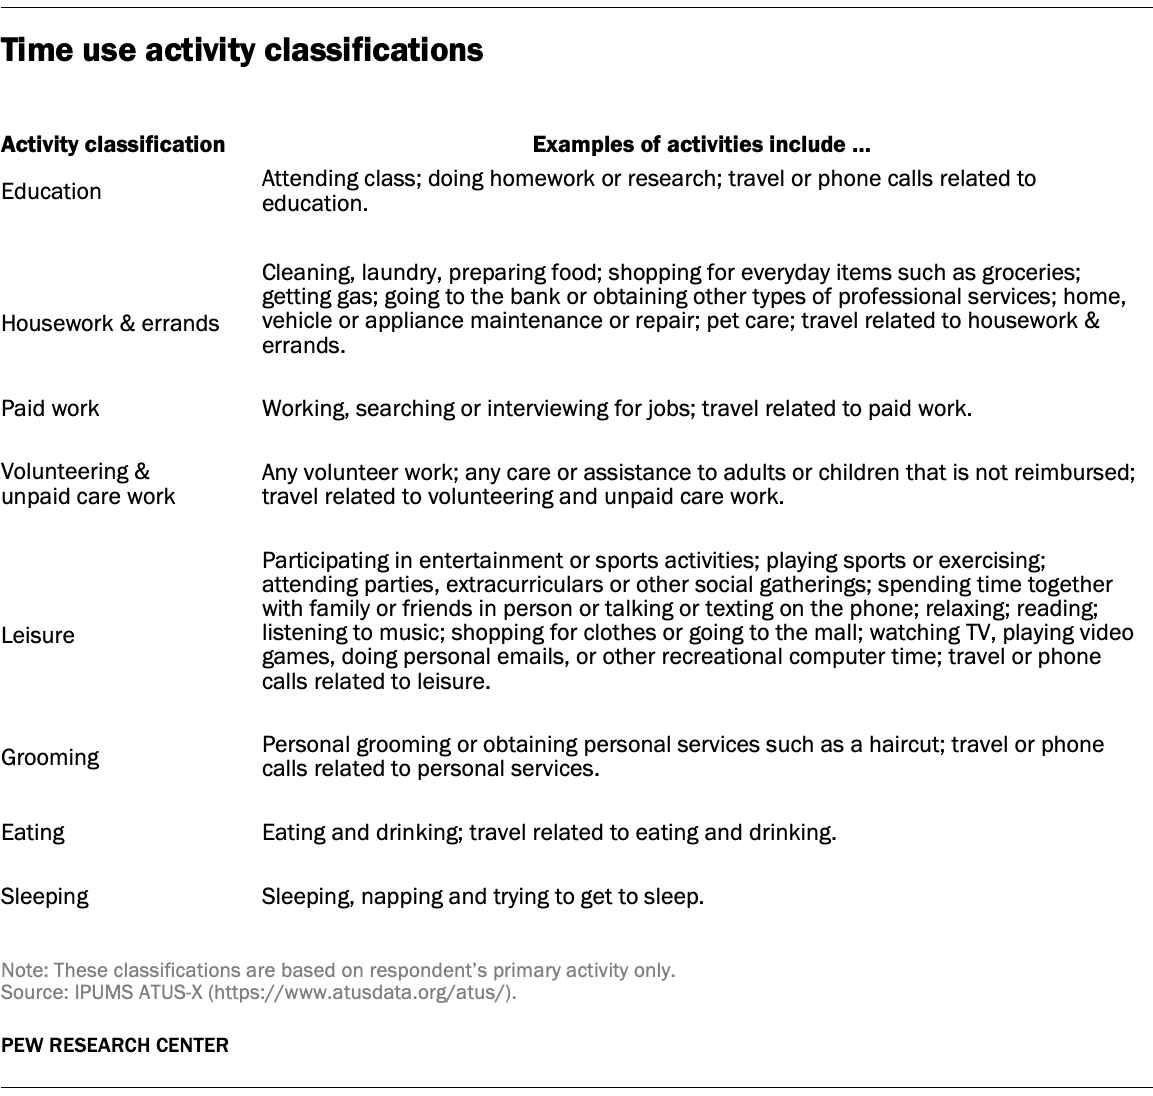 Time use activity classifications
Activity classification
Examples of activities include ...
Education
Attending class; doing homework or research; travel or phone calls related to
education.
Housework & errands
Cleaning, laundry, preparing food; shopping for everyday items such as groceries;
getting gas; going to the bank or obtaining other types of professional services; home,
vehicle or appliance maintenance or repair; pet care; travel related to housework &
errands.
Paid work
Working, searching or interviewing for jobs; travel related to paid work.
Volunteering &
unpaid care work
Any volunteer work; any care or assistance to adults or children that is not reimbursed;
travel related to volunteering and unpaid care work.
Leisure
Participating in entertainment or sports activities; playing sports or exercising;
attending parties, extracurriculars or other social gatherings; spending time together
with family or friends in person or talking or texting on the phone; relaxing; reading;
listening to music; shopping for clothes or going to the mall; watching TV, playing video
games, doing personal emails, or other recreational computer time; travel or phone
calls related to leisure.
Grooming
Personal grooming or obtaining personal services such as a haircut; travel or phone
calls related to personal services.
Eating
Eating and drinking; travel related to eating and drinking.
Sleeping
Sleeping, napping and trying to get to sleep.
Note: These classifications are based on respondent's primary activity only.
Source: IPUMS ATUS-X (https://www.atusdata.org/atus/).
PEW RESEARCH CENTER